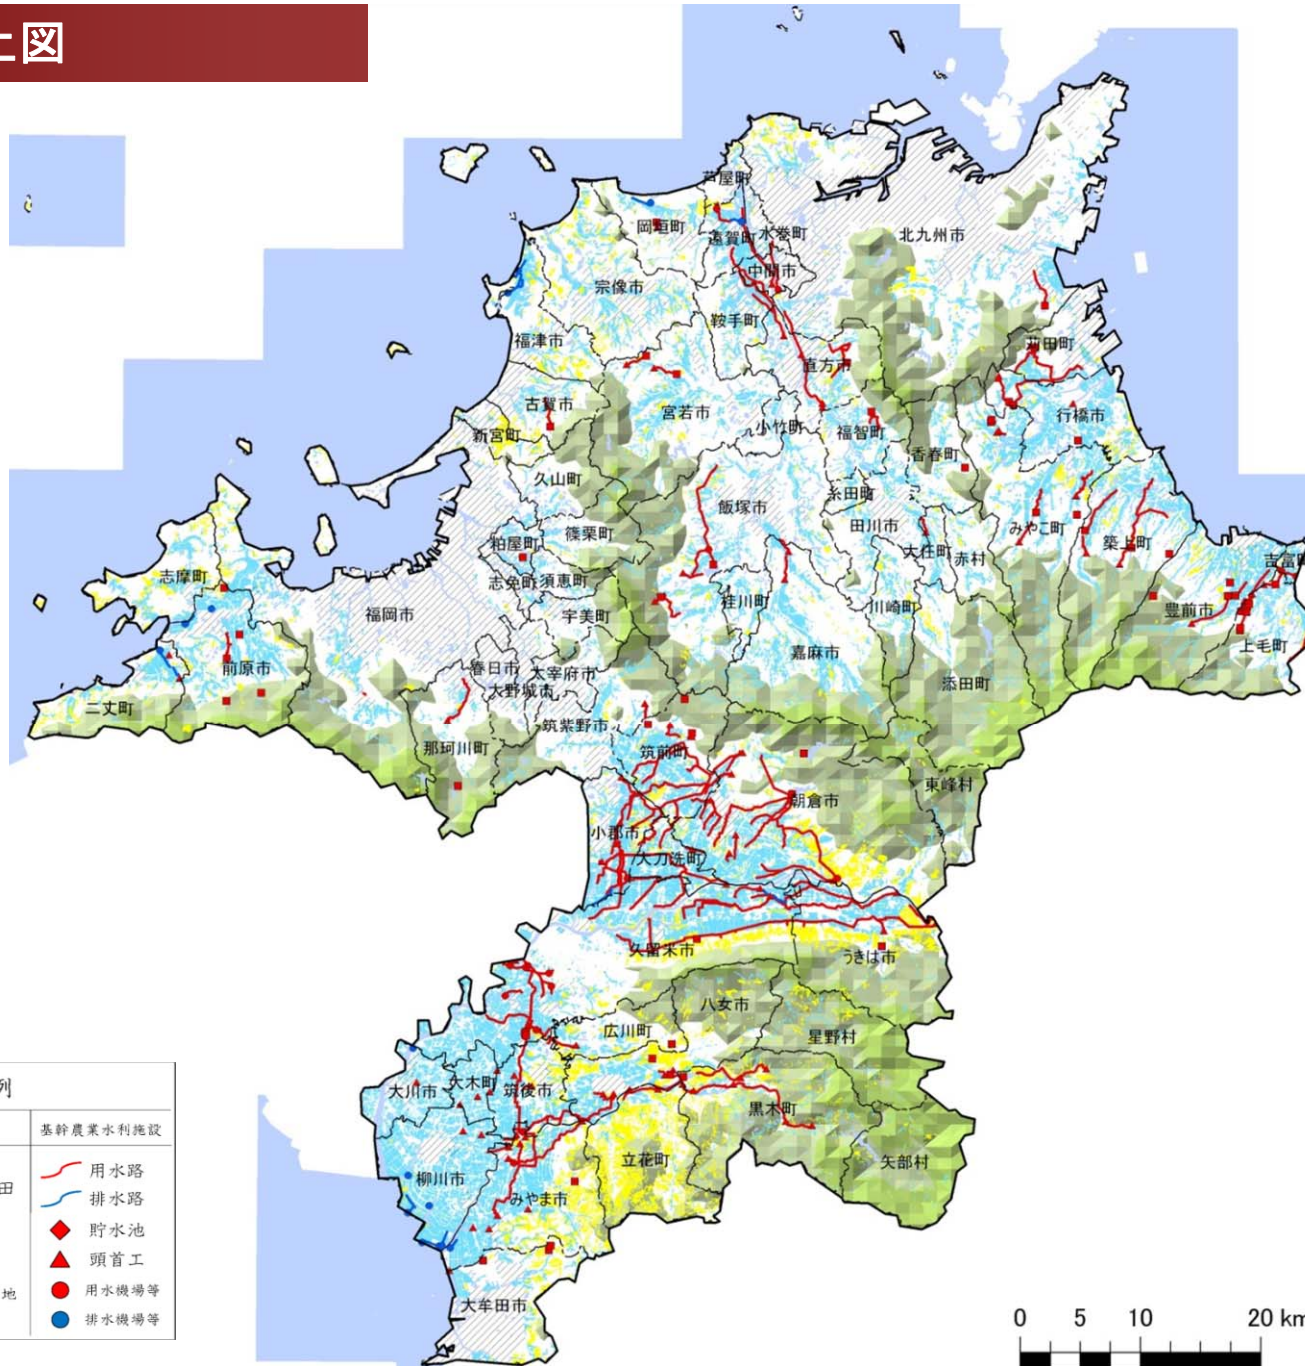 土図
芦屋町
岡垣町
遠賀町
水巻町
北九州市
中間市
宗像市
鞍手町
福津市
苅田町
直方市
古賀市
宮若市
小竹町
行橋市
新宮町
福智町
香春町
久山町
飯塚市
糸田町
田川市
みやこ町
篠栗町
粕屋町
大任町
赤村
築上町
吉富町
志免町
須恵町
志摩町
福岡市
宇美町
桂川町
川崎町
豊前市
嘉麻市
上毛町
春日市
太宰府市
前原市
大野城市
添田町
二丈町
筑紫野市
那珂川町
筑前町
東峰村
朝倉市
小郡市
大刀洗町
久留米市
うきは市
八女市
広川町
星野村
大川市
大木町
筑後市
黒木町
立花町
矢部村
柳川市
みやま市
大牟田市
例
基幹農業水利施設
田
用水路
排水路
貯水池
頭首工
地
用水機場等
排水機場等
0 5 10 20 km